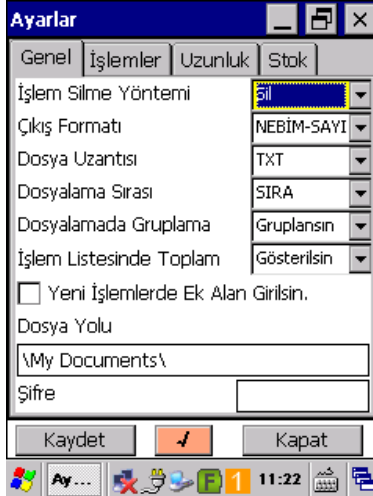 Ayarlar
Genel İşlemler Uzunluk Stok
İşlem Silme Yöntemi Sil
Çıkış Formatı NEBİM-SAYI
Dosya Uzantısı TXT
Dosyalama Sırası SIRA
Dosyalamada Gruplama Gruplansın
İşlem Listesinde Toplam Gösterilsin
Yeni İşlemlerde Ek Alan Girilsin.
Dosya Yolu
\My Documents\
Şifre
Kaydet √ Kapat
Ay... F 1 11:22